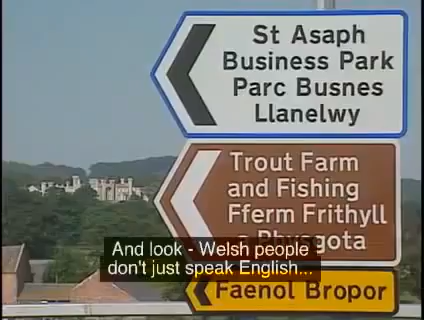 St Asaph
Business Park
Parc Busnes
Llanelwy
Trout Farm
and Fishing
Fferm Frithyll
a Physgota
And look - Welsh people
don't just speak English...
Faenol Bropor